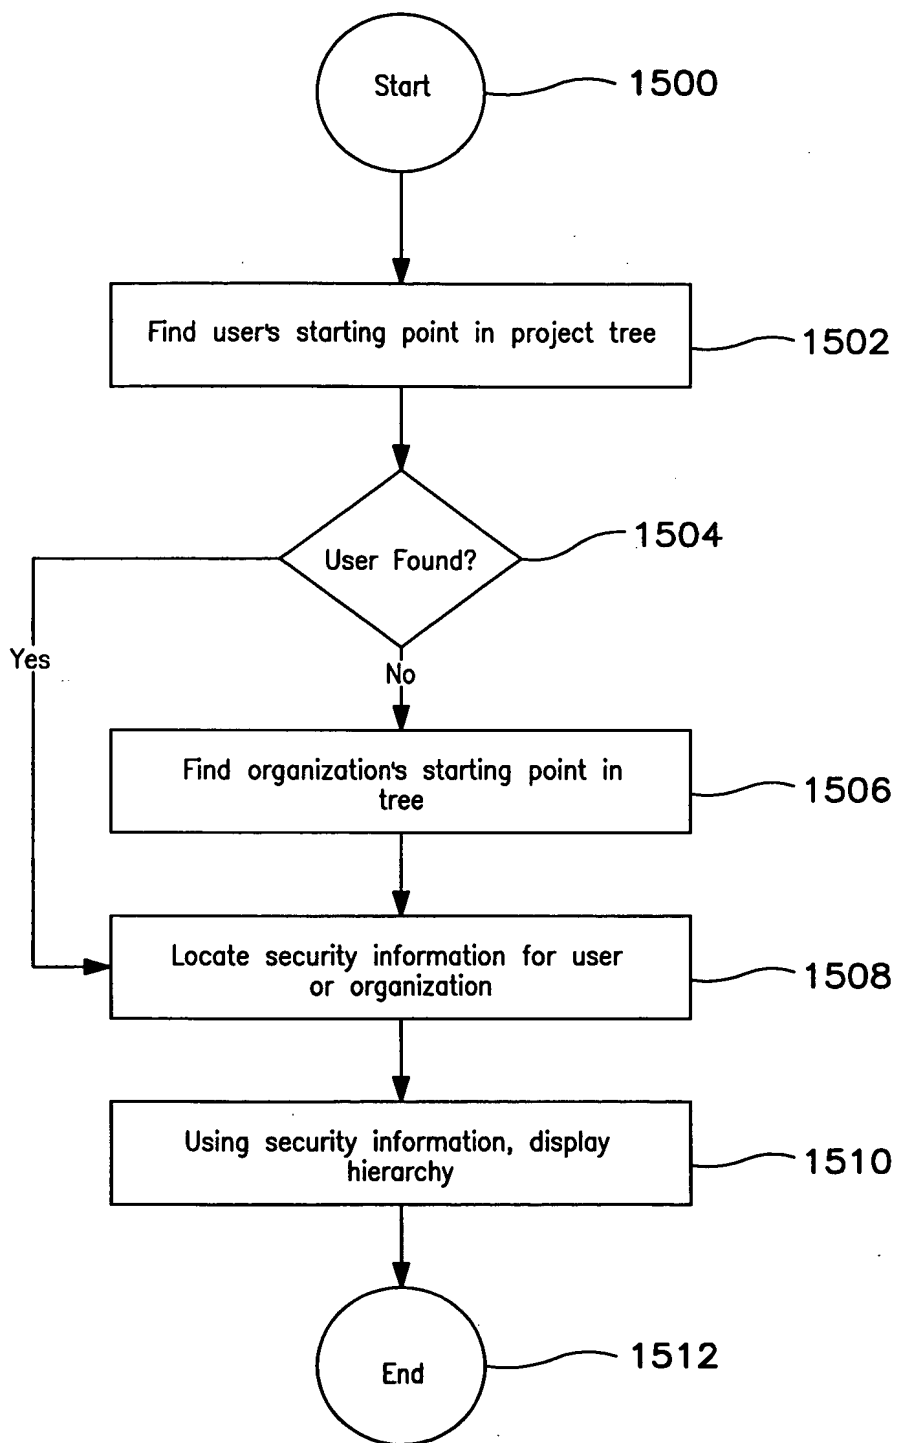 Start
1500
Find user's starting point in project tree
1502
User Found?
1504
Yes
No
Find organization's starting point in
tree
1506
Locate security information for user
or organization
1508
Using security information, display
hierarchy
1510
End
1512